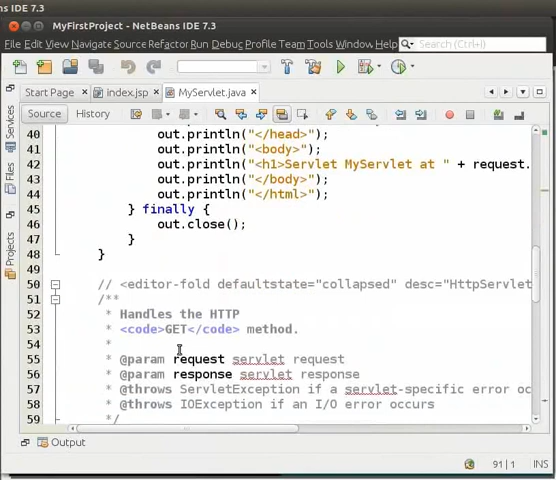 ns IDE 7.3
MyFirstProject - NetBeans IDE 7.3
File Edit View Navigate Source Refactor Run Debug Profile Team Tools Window Help Search (Ctrl+I)
Start Page index.jsp MyServlet.java
Source History
Services
Files
Projects
40 out.println("</head>");
41 out.println("<body>");
42 out.println("<h1>Servlet MyServlet at " + request.
43 out.println("</body>");
44 out.println("</html>");
45 } finally {
46 out.close();
47 }
48 }
49
50 // <editor-fold defaultstate="collapsed" desc="HttpServlet
51 /**
52 * Handles the HTTP
53 * <code>GET</code> method.
54 *
55 * @param request servlet request
56 * @param response servlet response
57 * @throws ServletException if a servlet-specific error oc
58 * @throws IOException if an I/O error occurs
59 */
Output
91 | 1 INS